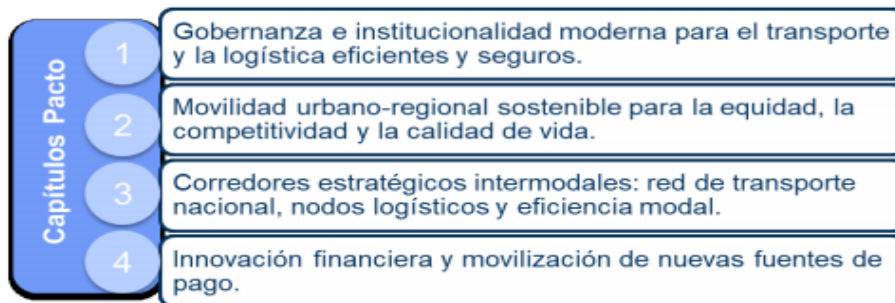 Capítulos Pacto
1
Gobernanza e institucionalidad moderna para el transporte
y la logística eficientes y seguros.
2
Movilidad urbano-regional sostenible para la equidad, la
competitividad y la calidad de vida.
3
Corredores estratégicos intermodales: red de transporte
nacional, nodos logísticos y eficiencia modal.
4
Innovación financiera y movilización de nuevas fuentes de
pago.